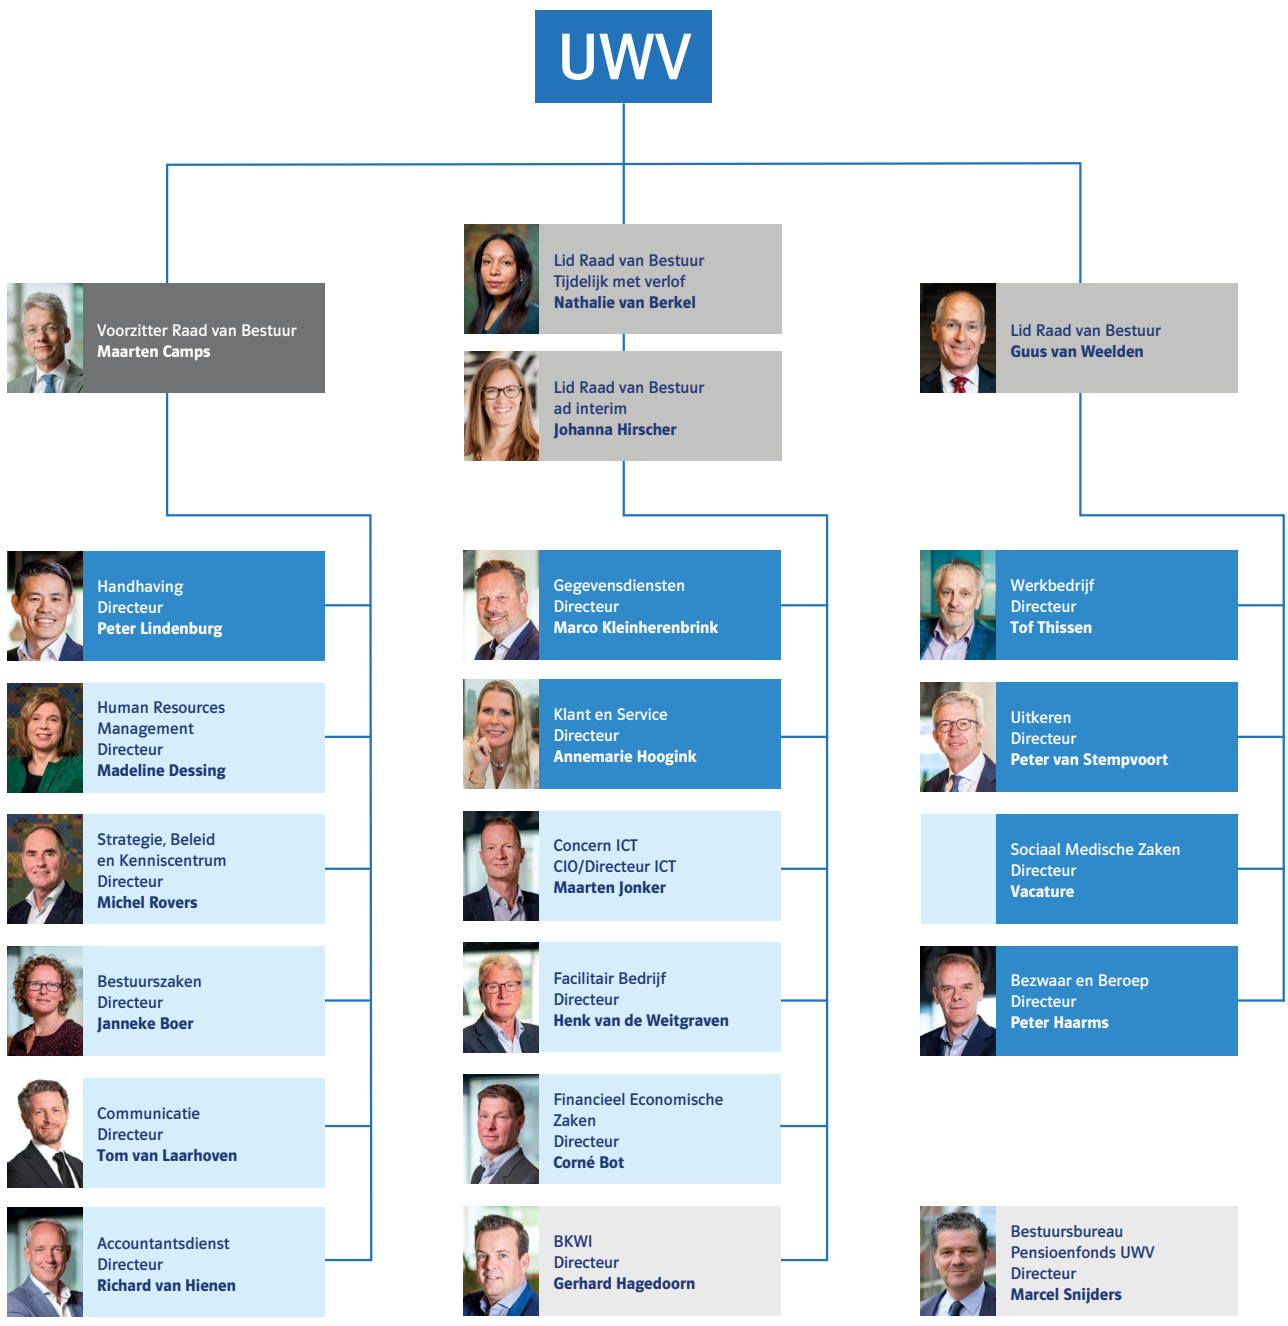 UWV
Voorzitter Raad van Bestuur
Maarten Camps
Lid Raad van Bestuur
Tijdelijk met verlof
Nathalie van Berkel
Lid Raad van Bestuur
ad interim
Johanna Hirscher
Lid Raad van Bestuur
Guus van Weelden
Handhaving
Directeur
Peter Lindenburg
Human Resources
Management
Directeur
Madeline Dessing
Strategie, Beleid
en Kenniscentrum
Directeur
Michel Rovers
Bestuurszaken
Directeur
Janneke Boer
Communicatie
Directeur
Tom van Laarhoven
Accountantsdienst
Directeur
Richard van Hienen
Gegevensdiensten
Directeur
Marco Kleinherenbrink
Klant en Service
Directeur
Annemarie Hoogink
Concern ICT
CIO/Directeur ICT
Maarten Jonker
Facilitair Bedrijf
Directeur
Henk van de Weitgraven
Financieel Economische
Zaken
Directeur
Corné Bot
BKWI
Directeur
Gerhard Hagedoorn
Werkbedrijf
Directeur
Tof Thissen
Uitkeren
Directeur
Peter van Stempvoort
Sociaal Medische Zaken
Directeur
Vacature
Bezwaar en Beroep
Directeur
Peter Haarms
Bestuursbureau
Pensioenfonds UWV
Directeur
Marcel Snijders